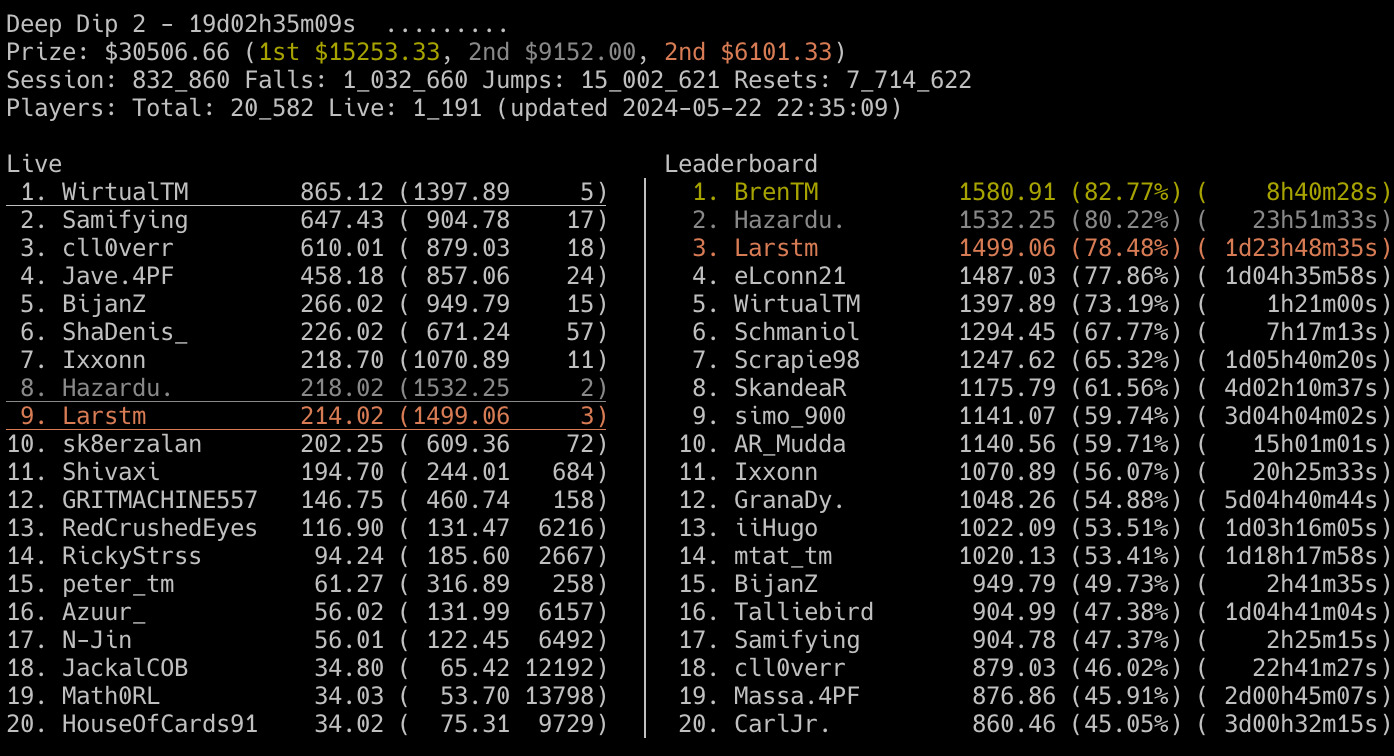 Deep Dip 2 - 19d02h35m09s  .........
Prize: $30506.66 (1st $15253.33, 2nd $9152.00, 2nd $6101.33)
Session: 832_860 Falls: 1_032_660 Jumps: 15_002_621 Resets: 7_714_622
Players: Total: 20_582 Live: 1_191 (updated 2024-05-22 22:35:09)
Live
1. WirtualTM 865.12 (1397.89 5)
2. Samifying 647.43 ( 904.78 17)
3. cll0verr 610.01 ( 879.03 18)
4. Jave.4PF 458.18 ( 857.06 24)
5. BijanZ 266.02 ( 949.79 15)
6. ShaDenis_ 226.02 ( 671.24 57)
7. Ixxonn 218.70 (1070.89 11)
8. Hazardu. 218.02 (1532.25 2)
9. Larstm 214.02 (1499.06 3)
10. sk8erzalan 202.25 ( 609.36 72)
11. Shivaxi 194.70 ( 244.01 684)
12. GRITMACHINE557 146.75 ( 460.74 158)
13. RedCrushedEyes 116.90 ( 131.47 6216)
14. RickyStrss 94.24 ( 185.60 2667)
15. peter_tm 61.27 ( 316.89 258)
16. Azuur_ 56.02 ( 131.99 6157)
17. N-Jin 56.01 ( 122.45 6492)
18. JackalCOB 34.80 ( 65.42 12192)
19. Math0RL 34.03 ( 53.70 13798)
20. HouseOfCards91 34.02 ( 75.31 9729)
Leaderboard
1. BrenTM 1580.91 (82.77%) ( 8h40m28s)
2. Hazardu. 1532.25 (80.22%) ( 23h51m33s)
3. Larstm 1499.06 (78.48%) ( 1d23h48m35s)
4. eLconn21 1487.03 (77.86%) ( 1d04h35m58s)
5. WirtualTM 1397.89 (73.19%) ( 1h21m00s)
6. Schmaniol 1294.45 (67.77%) ( 7h17m13s)
7. Scrapie98 1247.62 (65.32%) ( 1d05h40m20s)
8. SkandeaR 1175.79 (61.56%) ( 4d02h10m37s)
9. simo_900 1141.07 (59.74%) ( 3d04h04m02s)
10. AR_Mudda 1140.56 (59.71%) ( 15h01m01s)
11. Ixxonn 1070.89 (56.07%) ( 20h25m33s)
12. GranaDy. 1048.26 (54.88%) ( 5d04h40m44s)
13. iiHugo 1022.09 (53.51%) ( 1d03h16m05s)
14. mtat_tm 1020.13 (53.41%) ( 1d18h17m58s)
15. BijanZ 949.79 (49.73%) ( 2h41m35s)
16. Talliebird 904.99 (47.38%) ( 1d04h41m04s)
17. Samifying 904.78 (47.37%) ( 2h25m15s)
18. cll0verr 879.03 (46.02%) ( 22h41m27s)
19. Massa.4PF 876.86 (45.91%) ( 2d00h45m07s)
20. CarlJr. 860.46 (45.05%) ( 3d00h32m15s)